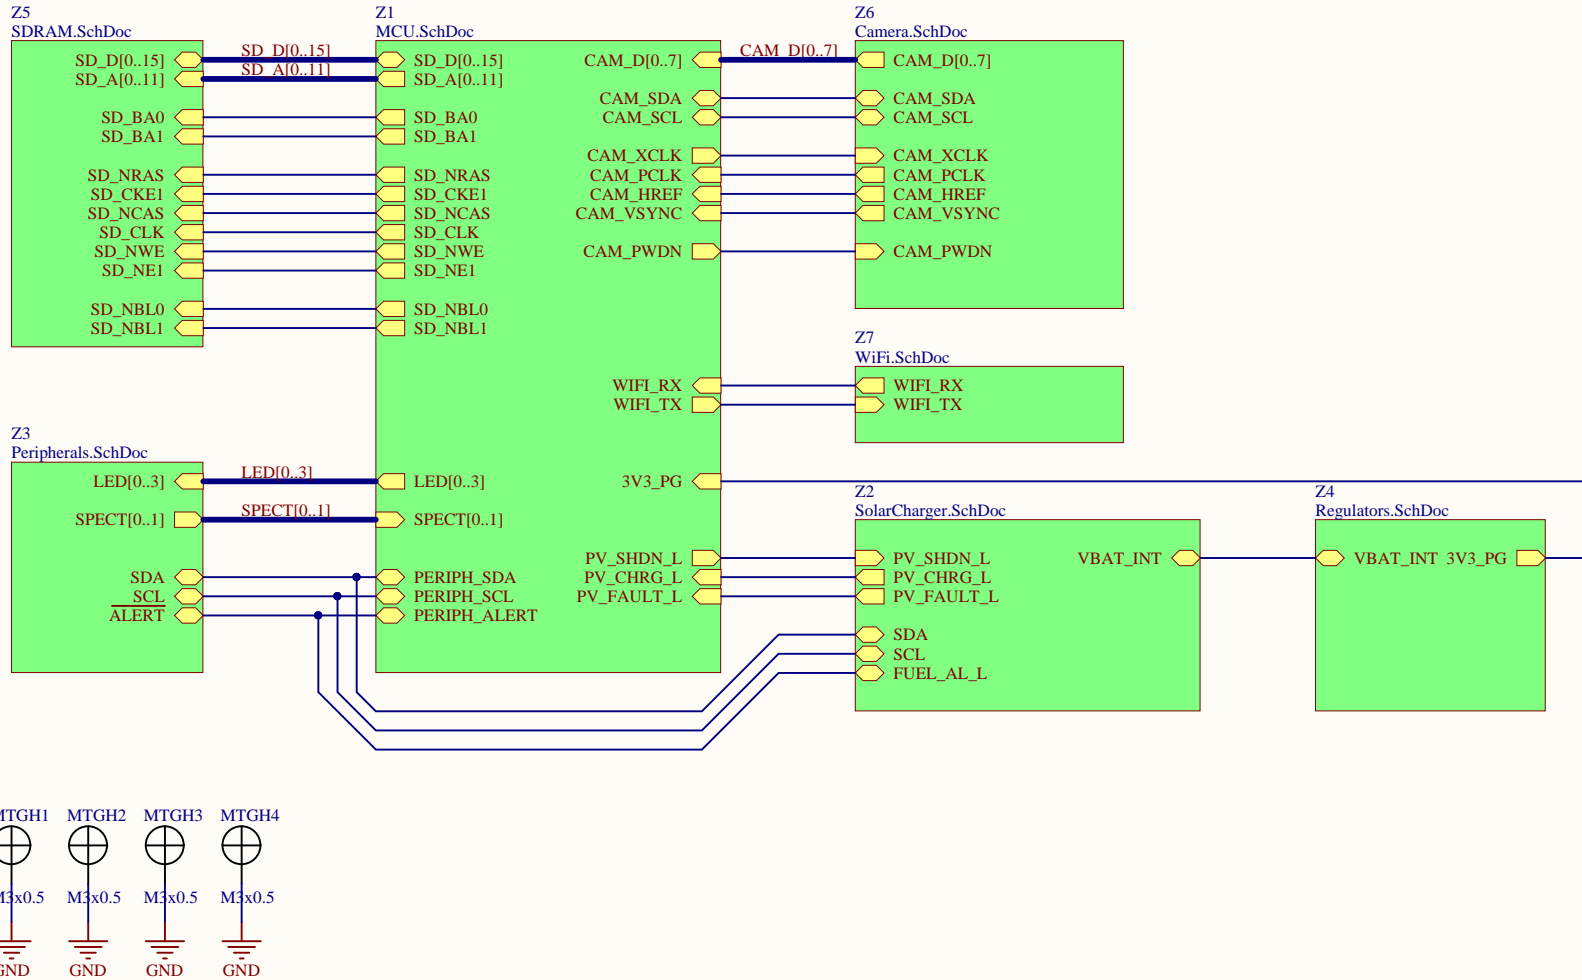 Z5
SDRAM.SchDoc
SD_D[0..15]
SD_A[0..11]
SD_BA0
SD_BA1
SD_NRAS
SD_CKE1
SD_NCAS
SD_CLK
SD_NWE
SD_NE1
SD_NBL0
SD_NBL1
SD_D[0..15]
SD_A[0..11]
Z1
MCU.SchDoc
SD_D[0..15]
SD_A[0..11]
SD_BA0
SD_BA1
SD_NRAS
SD_CKE1
SD_NCAS
SD_CLK
SD_NWE
SD_NE1
SD_NBL0
SD_NBL1
LED[0..3]
SPECT[0..1]
PERIPH_SDA
PERIPH_SCL
PERIPH_ALERT
CAM_D[0..7]
CAM_SDA
CAM_SCL
CAM_XCLK
CAM_PCLK
CAM_HREF
CAM_VSYNC
CAM_PWDN
WIFI_RX
WIFI_TX
3V3_PG
PV_SHDN_L
PV_CHRG_L
PV_FAULT_L
CAM_D[0..7]
Z6
Camera.SchDoc
CAM_D[0..7]
CAM_SDA
CAM_SCL
CAM_XCLK
CAM_PCLK
CAM_HREF
CAM_VSYNC
CAM_PWDN
Z7
WiFi.SchDoc
WIFI_RX
WIFI_TX
Z3
Peripherals.SchDoc
LED[0..3]
SPECT[0..1]
SDA
SCL
ALERT
LED[0..3]
SPECT[0..1]
Z2
SolarCharger.SchDoc
PV_SHDN_L
PV_CHRG_L
PV_FAULT_L
SDA
SCL
FUEL_AL_L
VBAT_INT
Z4
Regulators.SchDoc
VBAT_INT 3V3_PG
MTGH1 MTGH2 MTGH3 MTGH4
M3x0.5 M3x0.5 M3x0.5 M3x0.5
GND GND GND GND